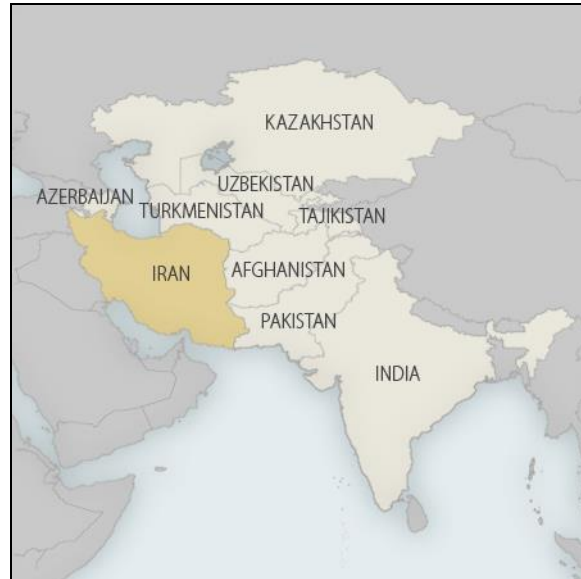 KAZAKHSTAN
UZBEKISTAN
AZERBAIJAN
TURKMENISTAN
TAJIKISTAN
IRAN
AFGHANISTAN
PAKISTAN
INDIA